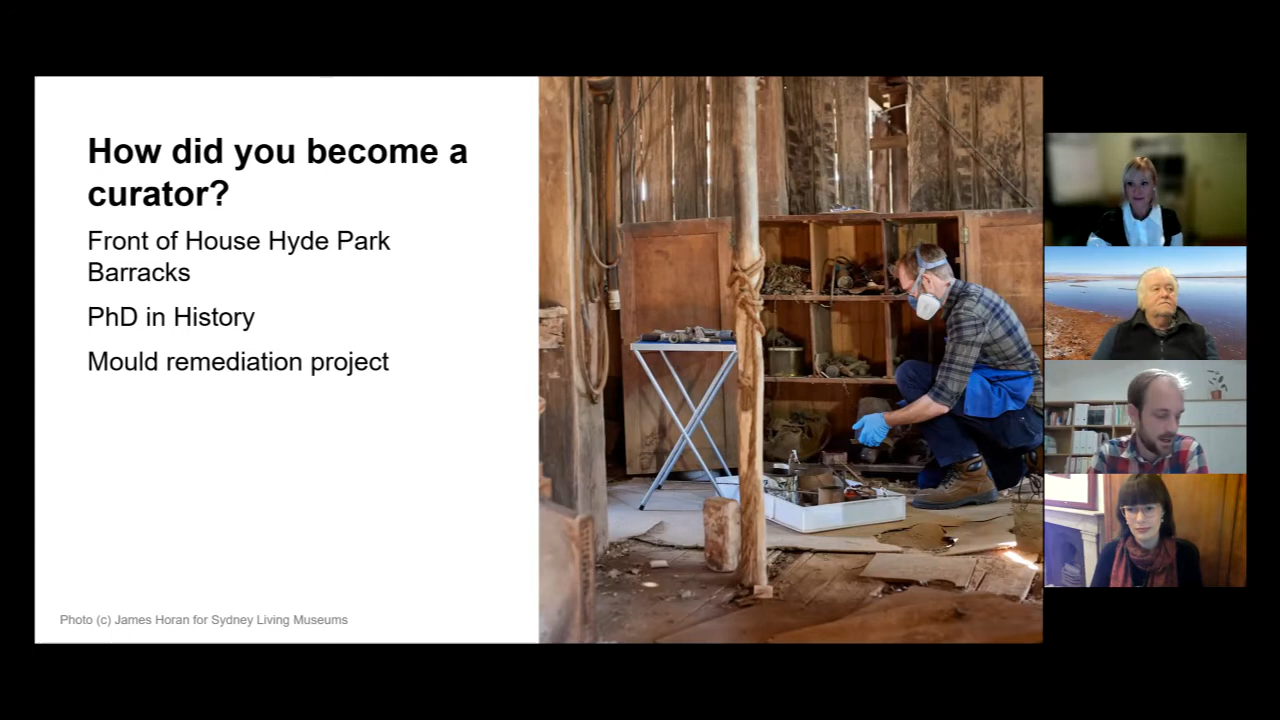 How did you become a
curator?
Front of House Hyde Park
Barracks
PhD in History
Mould remediation project
Photo (c) James Horan for Sydney Living Museums